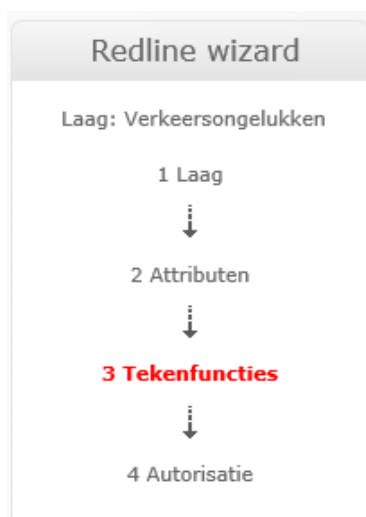 Redline wizard
Laag: Verkeersongelukken
1 Laag
2 Attributen
3 Tekenfuncties
4 Autorisatie